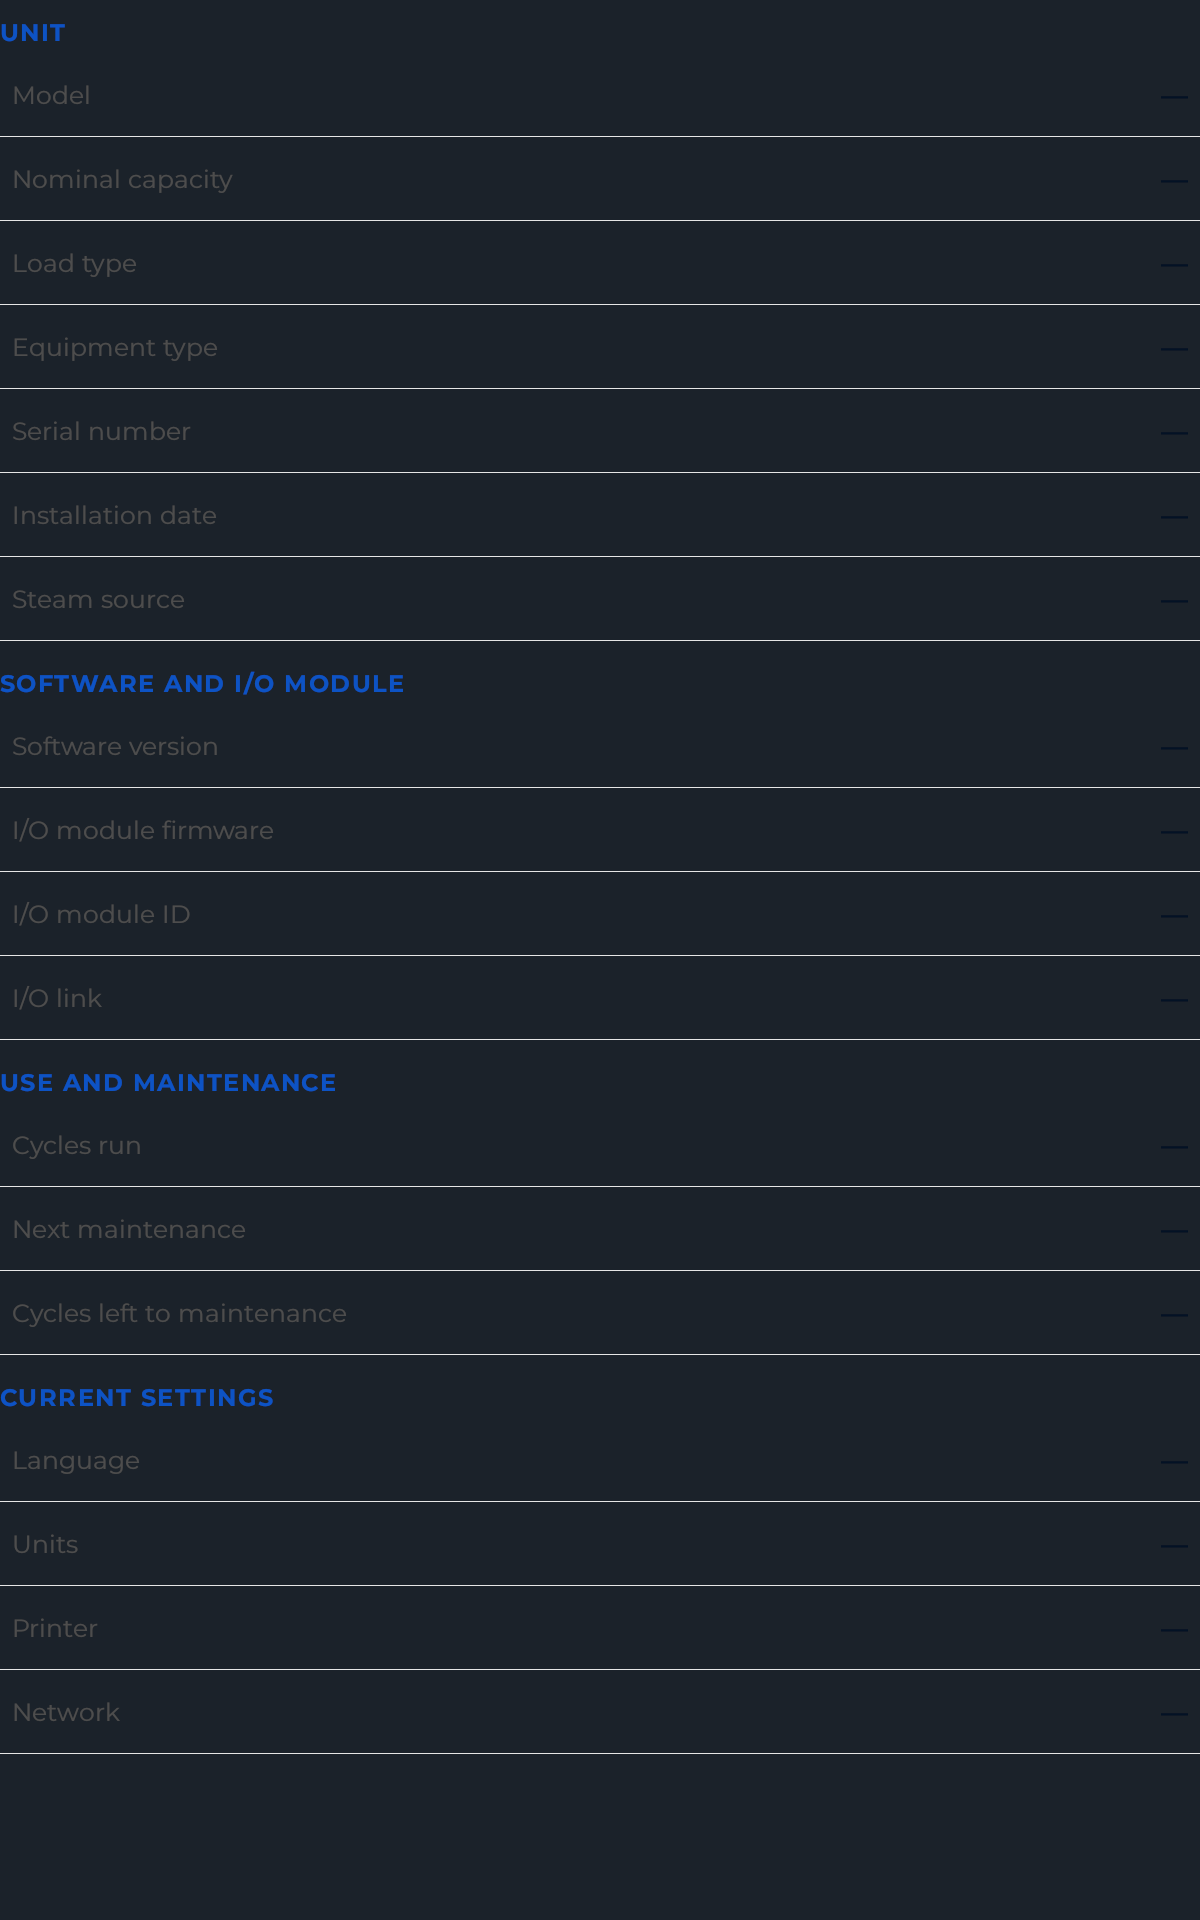 UNIT
Model —
Nominal capacity —
Load type —
Equipment type —
Serial number —
Installation date —
Steam source —
SOFTWARE AND I/O MODULE
Software version —
I/O module firmware —
I/O module ID —
I/O link —
USE AND MAINTENANCE
Cycles run —
Next maintenance —
Cycles left to maintenance —
CURRENT SETTINGS
Language —
Units —
Printer —
Network —